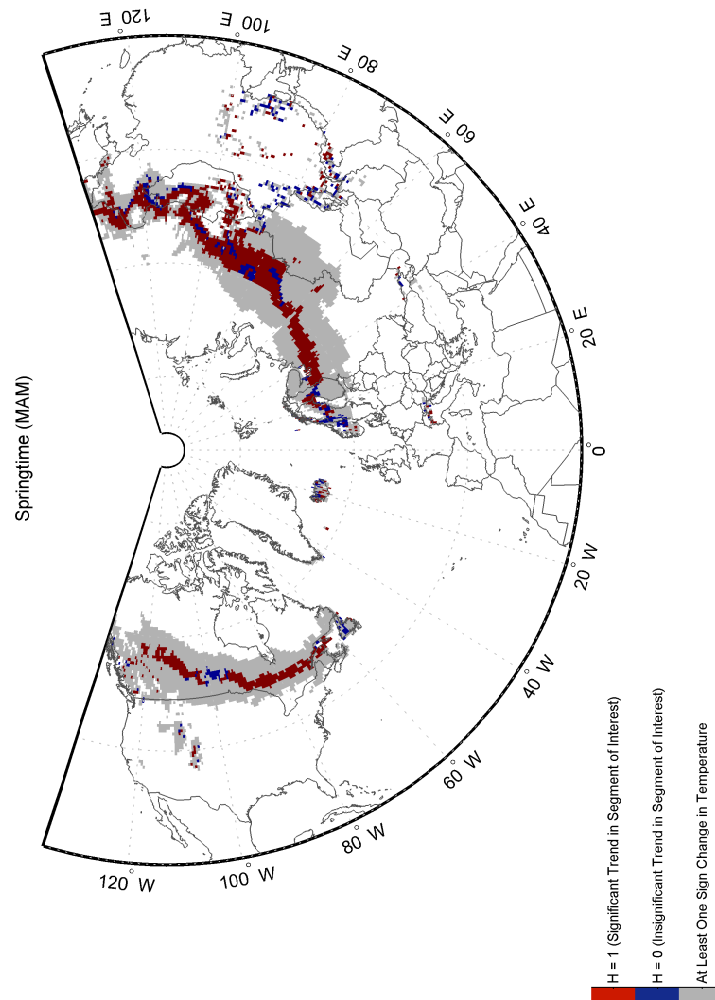 Springtime (MAM)
120 E
100 E
80 E
60 E
40 E
20 E
0
20 W
40 W
60 W
80 W
100 W
120 W
H = 1 (Significant Trend in Segment of Interest)
H = 0 (Insignificant Trend in Segment of Interest)
At Least One Sign Change in Temperature